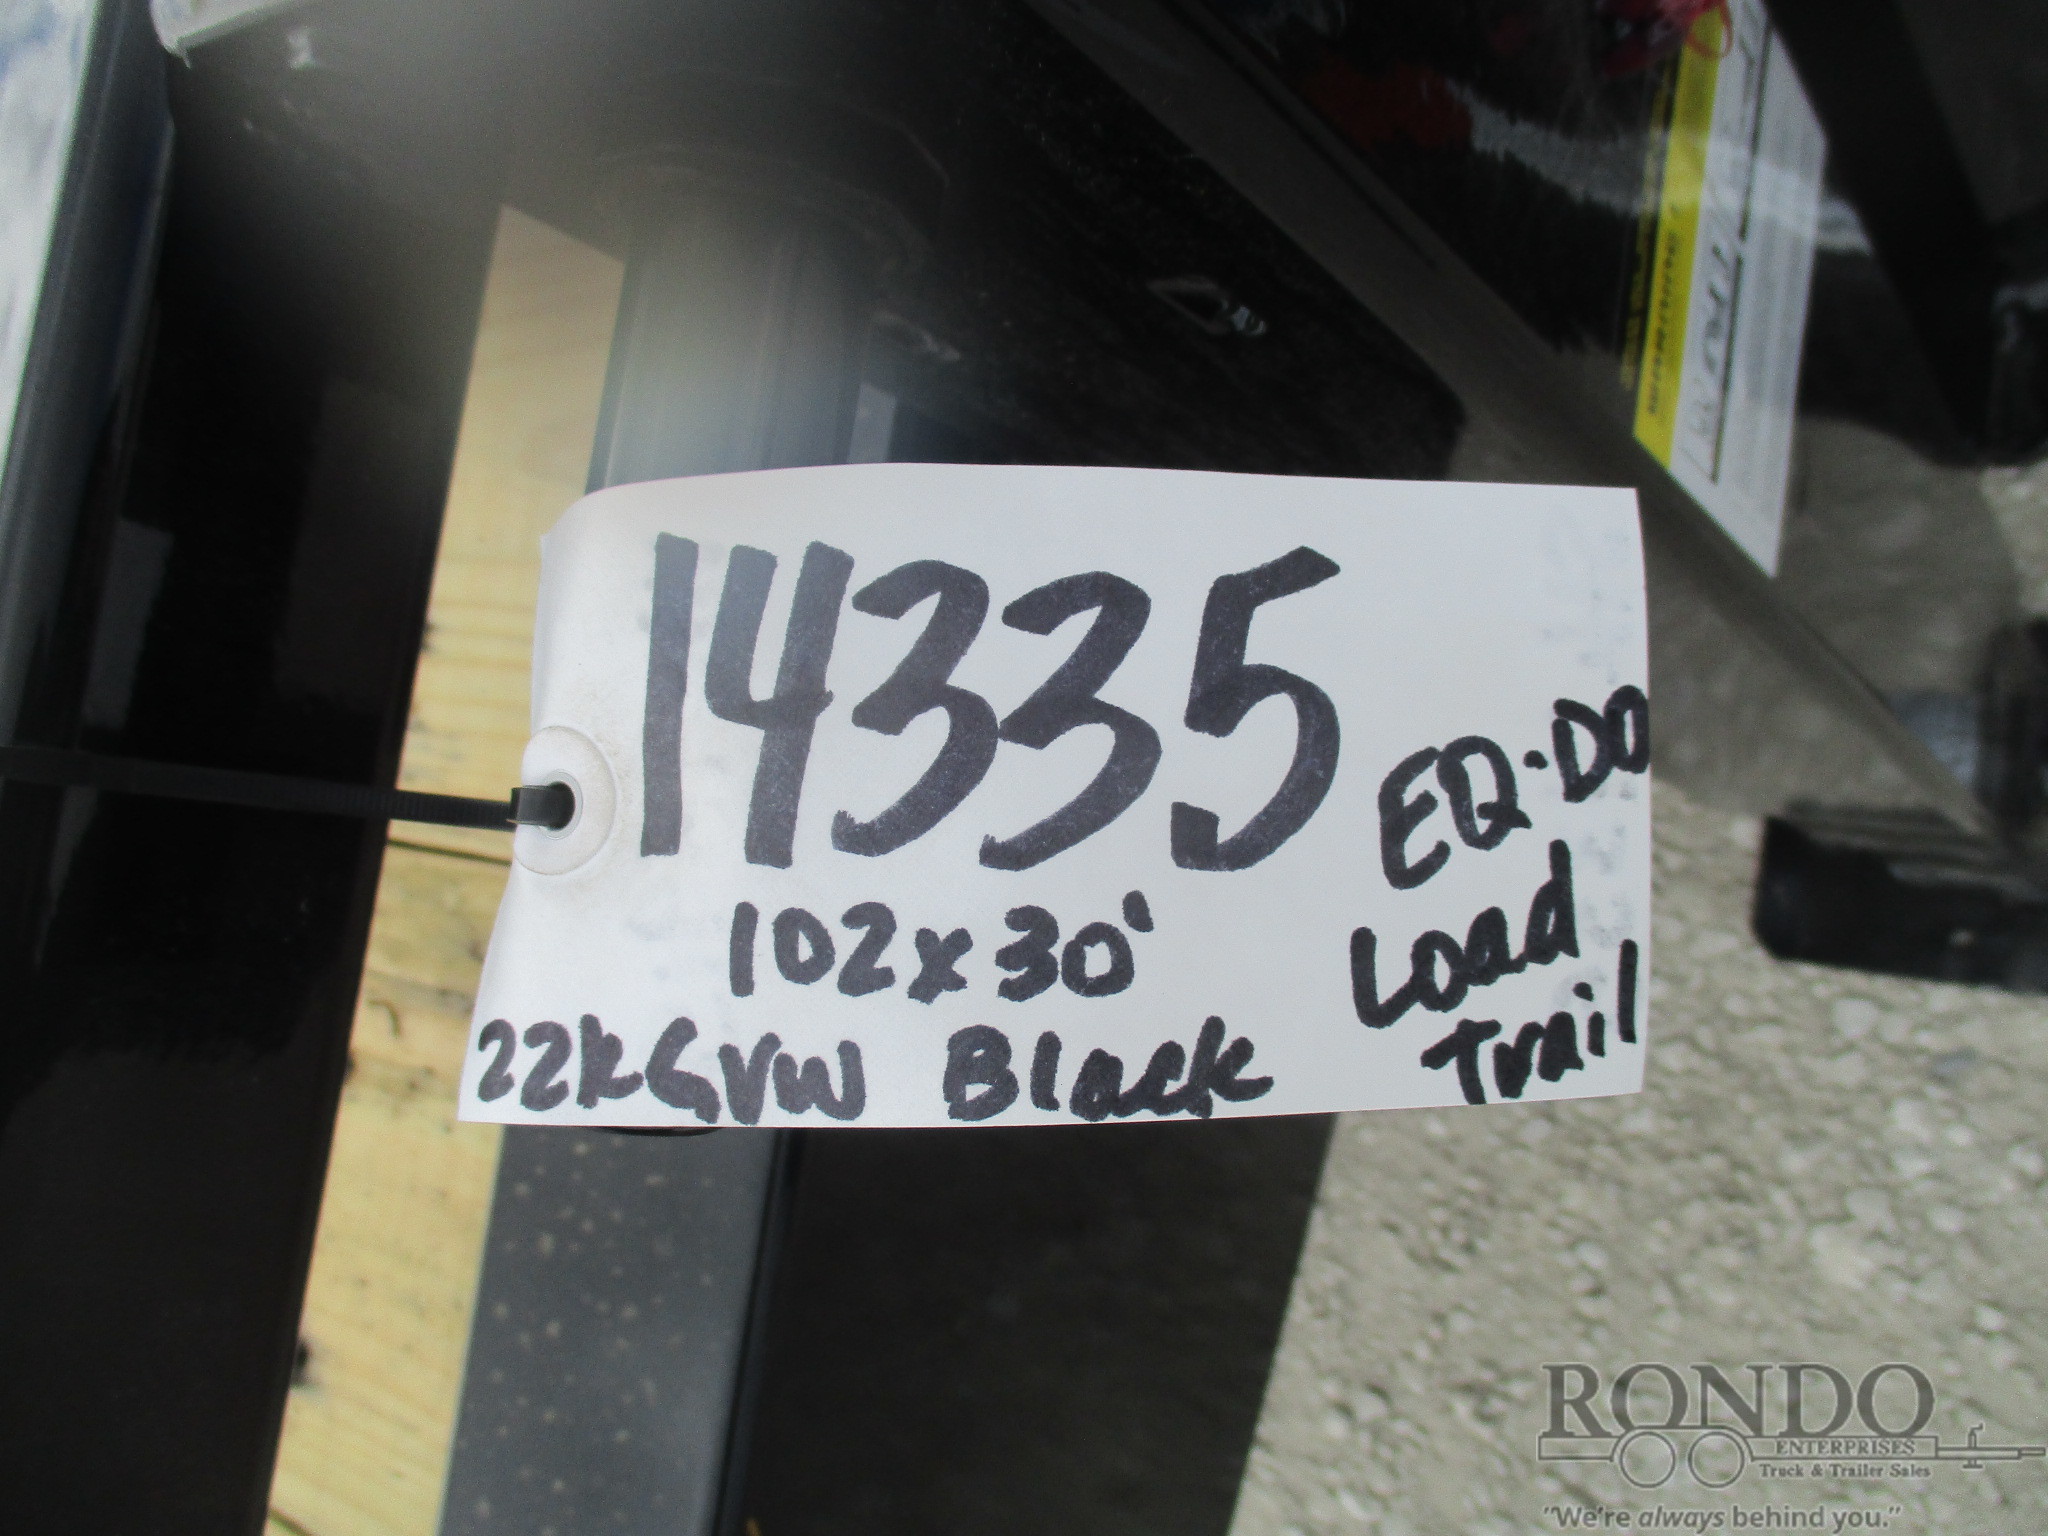 14335
102x30'
22KGVW Black
EQ-DO
Load
Trail
RONDO
ENTERPRISES
Truck & Trailer Sales
"We're always behind you."